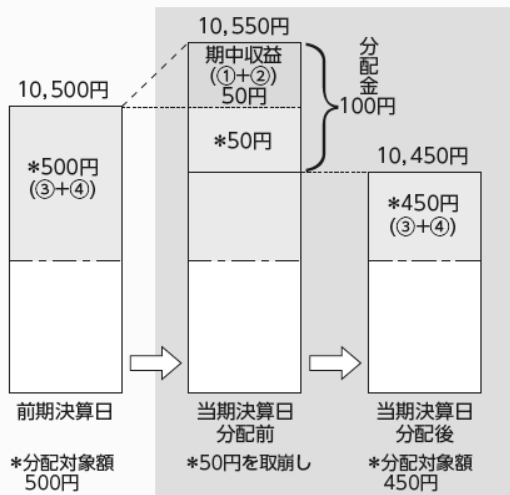 10,500円
*500円
(③+④)
前期決算日
*分配対象額
500円
10,550円
期中収益
(①+②)
50円
*50円
分配金
100円
当期決算日
分配前
*50円を取崩し
10,450円
*450円
(③+④)
当期決算日
分配後
*分配対象額
450円